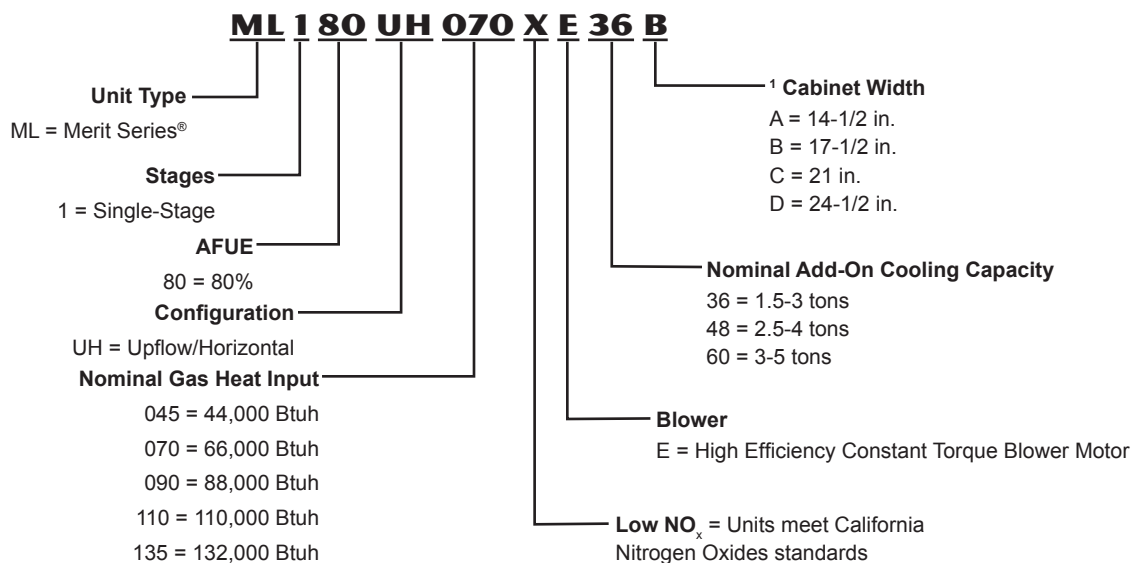 ML 1 80 UH 070 X E 36 B
Unit Type
ML = Merit Series®
Stages
1 = Single-Stage
AFUE
80 = 80%
Configuration
UH = Upflow/Horizontal
Nominal Gas Heat Input
045 = 44,000 Btuh
070 = 66,000 Btuh
090 = 88,000 Btuh
110 = 110,000 Btuh
135 = 132,000 Btuh
¹ Cabinet Width
A = 14-1/2 in.
B = 17-1/2 in.
C = 21 in.
D = 24-1/2 in.
Nominal Add-On Cooling Capacity
36 = 1.5-3 tons
48 = 2.5-4 tons
60 = 3-5 tons
Blower
E = High Efficiency Constant Torque Blower Motor
Low NOₓ = Units meet California
Nitrogen Oxides standards